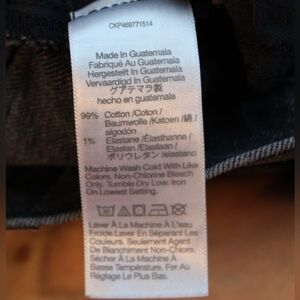 CKP469771514
Made In Guatemala
Fabriqué Au Guatemala
Hergestellt In Guatemala
Vervaardigd In Guatemala
グアテマラ製
hecho en guatemala
99% Cotton /Coton /
Baumwolle /Katoen /綿 /
algodón
1% Elastane /Élasthanne /
Elastan /Elastaan /
ポリウレタン /elastano
Machine Wash Cold With Like
Colors. Non-Chlorine Bleach
Only. Tumble Dry Low. Iron
On Lowest Setting.
Laver À La Machine À L'eau
Froide Laver En Séparant Les
Couleurs. Seulement Agent
De Blanchiment Non-Chloré.
Sécher À La Machine À
Basse Température. Fer Au
Réglage Le Plus Bas.